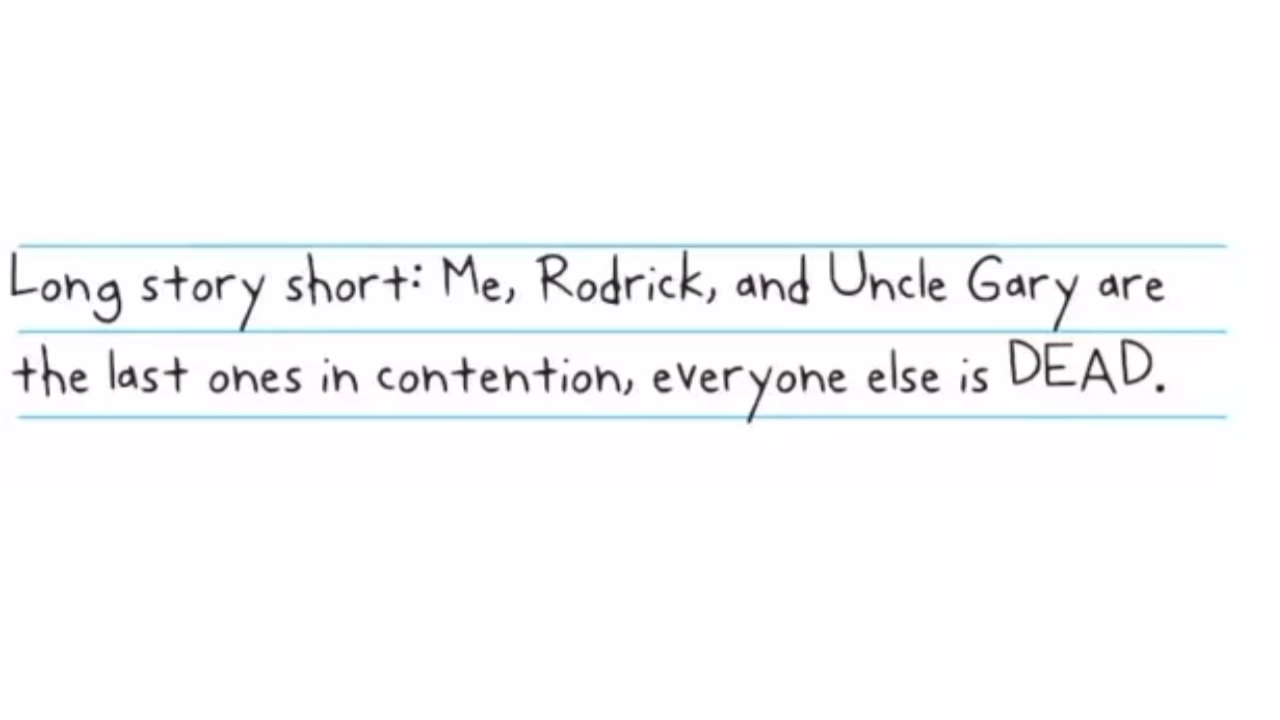 Long story short: Me, Rodrick, and Uncle Gary are
the last ones in contention, everyone else is DEAD.